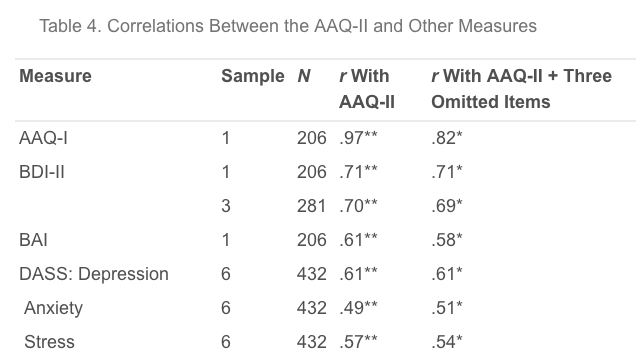 Table 4. Correlations Between the AAQ-II and Other Measures
Measure Sample N r With AAQ-II r With AAQ-II + Three Omitted Items
AAQ-I 1 206 .97** .82*
BDI-II 1 206 .71** .71*
3 281 .70** .69*
BAI 1 206 .61** .58*
DASS: Depression 6 432 .61** .61*
Anxiety 6 432 .49** .51*
Stress 6 432 .57** .54*